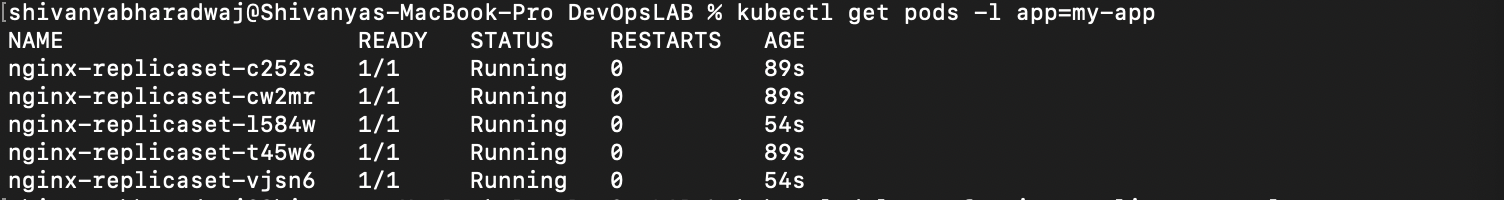 [shivanyabharadwaj@Shivanyas-MacBook-Pro DevOpsLAB % kubectl get pods -l app=my-app
NAME READY STATUS RESTARTS AGE
nginx-replicaset-c252s 1/1 Running 0 89s
nginx-replicaset-cw2mr 1/1 Running 0 89s
nginx-replicaset-l584w 1/1 Running 0 54s
nginx-replicaset-t45w6 1/1 Running 0 89s
nginx-replicaset-vjsn6 1/1 Running 0 54s